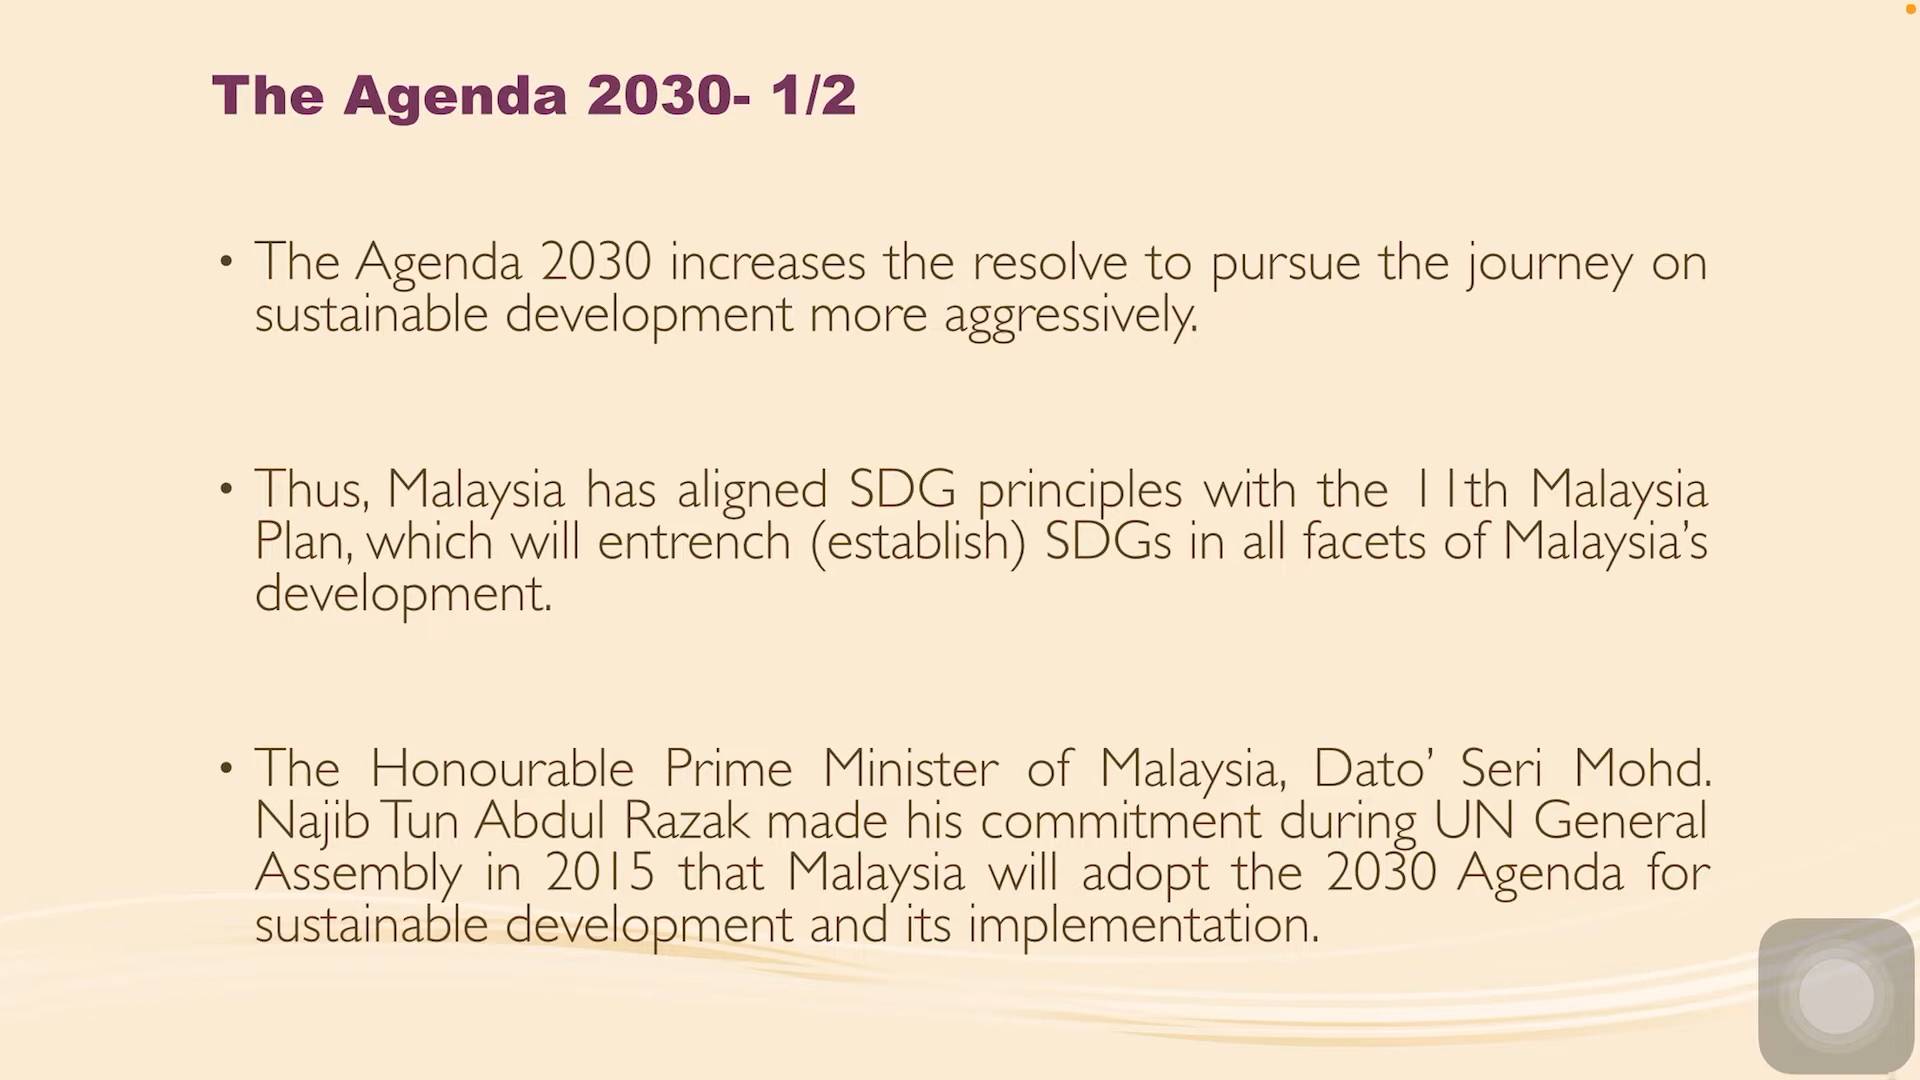 The Agenda 2030- 1/2
• The Agenda 2030 increases the resolve to pursue the journey on
sustainable development more aggressively.
• Thus, Malaysia has aligned SDG principles with the 11th Malaysia
Plan, which will entrench (establish) SDGs in all facets of Malaysia’s
development.
• The Honourable Prime Minister of Malaysia, Dato’ Seri Mohd.
Najib Tun Abdul Razak made his commitment during UN General
Assembly in 2015 that Malaysia will adopt the 2030 Agenda for
sustainable development and its implementation.